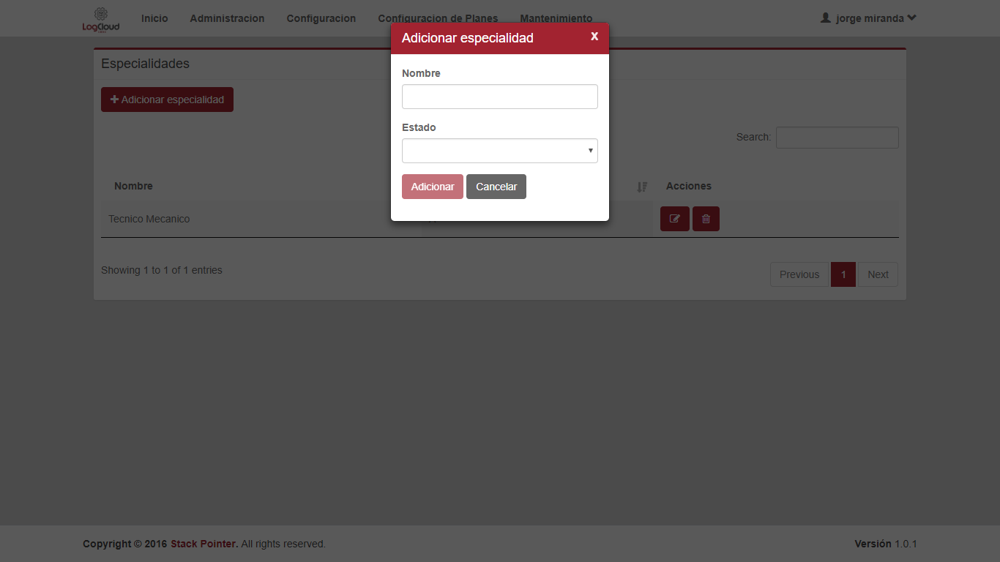 LogCloud
Inicio Administracion Configuracion Configuracion de Planes Mantenimiento jorge miranda
Adicionar especialidad X
Especialidades
Nombre
Adicionar especialidad
Estado
Search:
Adicionar Cancelar
Nombre Acciones
Tecnico Mecanico
Showing 1 to 1 of 1 entries
Previous 1 Next
Copyright © 2016 Stack Pointer. All rights reserved. Versión 1.0.1